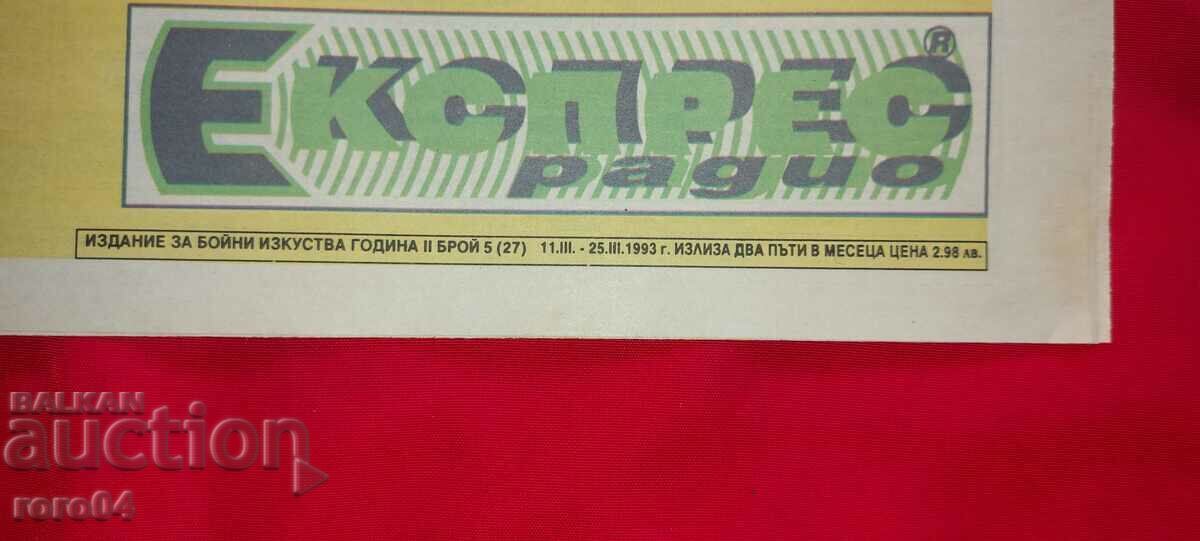 ЕКСПРЕС ®
радио
ИЗДАНИЕ ЗА БОЙНИ ИЗКУСТВА ГОДИНА II БРОЙ 5 (27) 11.III. - 25.III.1993 г. ИЗЛИЗА ДВА ПЪТИ В МЕСЕЦА ЦЕНА 2.98 лв.
BALKAN
auction
roro04